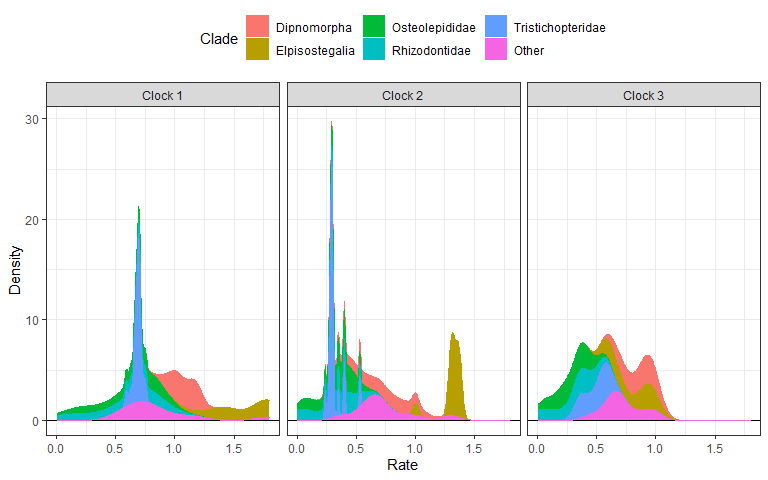 Clade
Dipnomorpha Osteolepididae Tristichopteridae
Elpisostegalia Rhizodontidae Other
Clock 1 Clock 2 Clock 3
30
20
10
0
Density
0.0 0.5 1.0 1.5 0.0 0.5 1.0 1.5 0.0 0.5 1.0 1.5
Rate